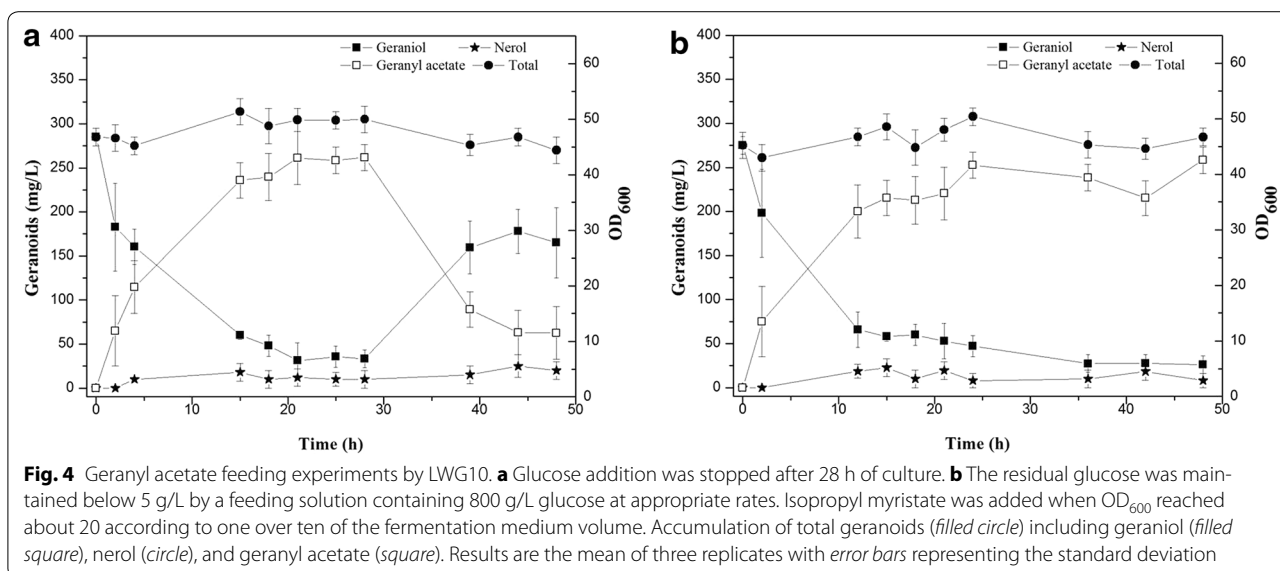 a
400
350
300
250
200
150
100
50
0
Geranoids (mg/L)
Geraniol
Nerol
Geranyl acetate
Total
60
50
40
30
20
10
0
OD600
0 10 20 30 40 50
Time (h)
b
400
350
300
250
200
150
100
50
0
Geranoids (mg/L)
Geraniol
Nerol
Geranyl acetate
Total
60
50
40
30
20
10
0
OD600
0 10 20 30 40 50
Time (h)
Fig. 4 Geranyl acetate feeding experiments by LWG10. a Glucose addition was stopped after 28 h of culture. b The residual glucose was main-
tained below 5 g/L by a feeding solution containing 800 g/L glucose at appropriate rates. Isopropyl myristate was added when OD600 reached
about 20 according to one over ten of the fermentation medium volume. Accumulation of total geranoids (filled circle) including geraniol (filled
square), nerol (circle), and geranyl acetate (square). Results are the mean of three replicates with error bars representing the standard deviation